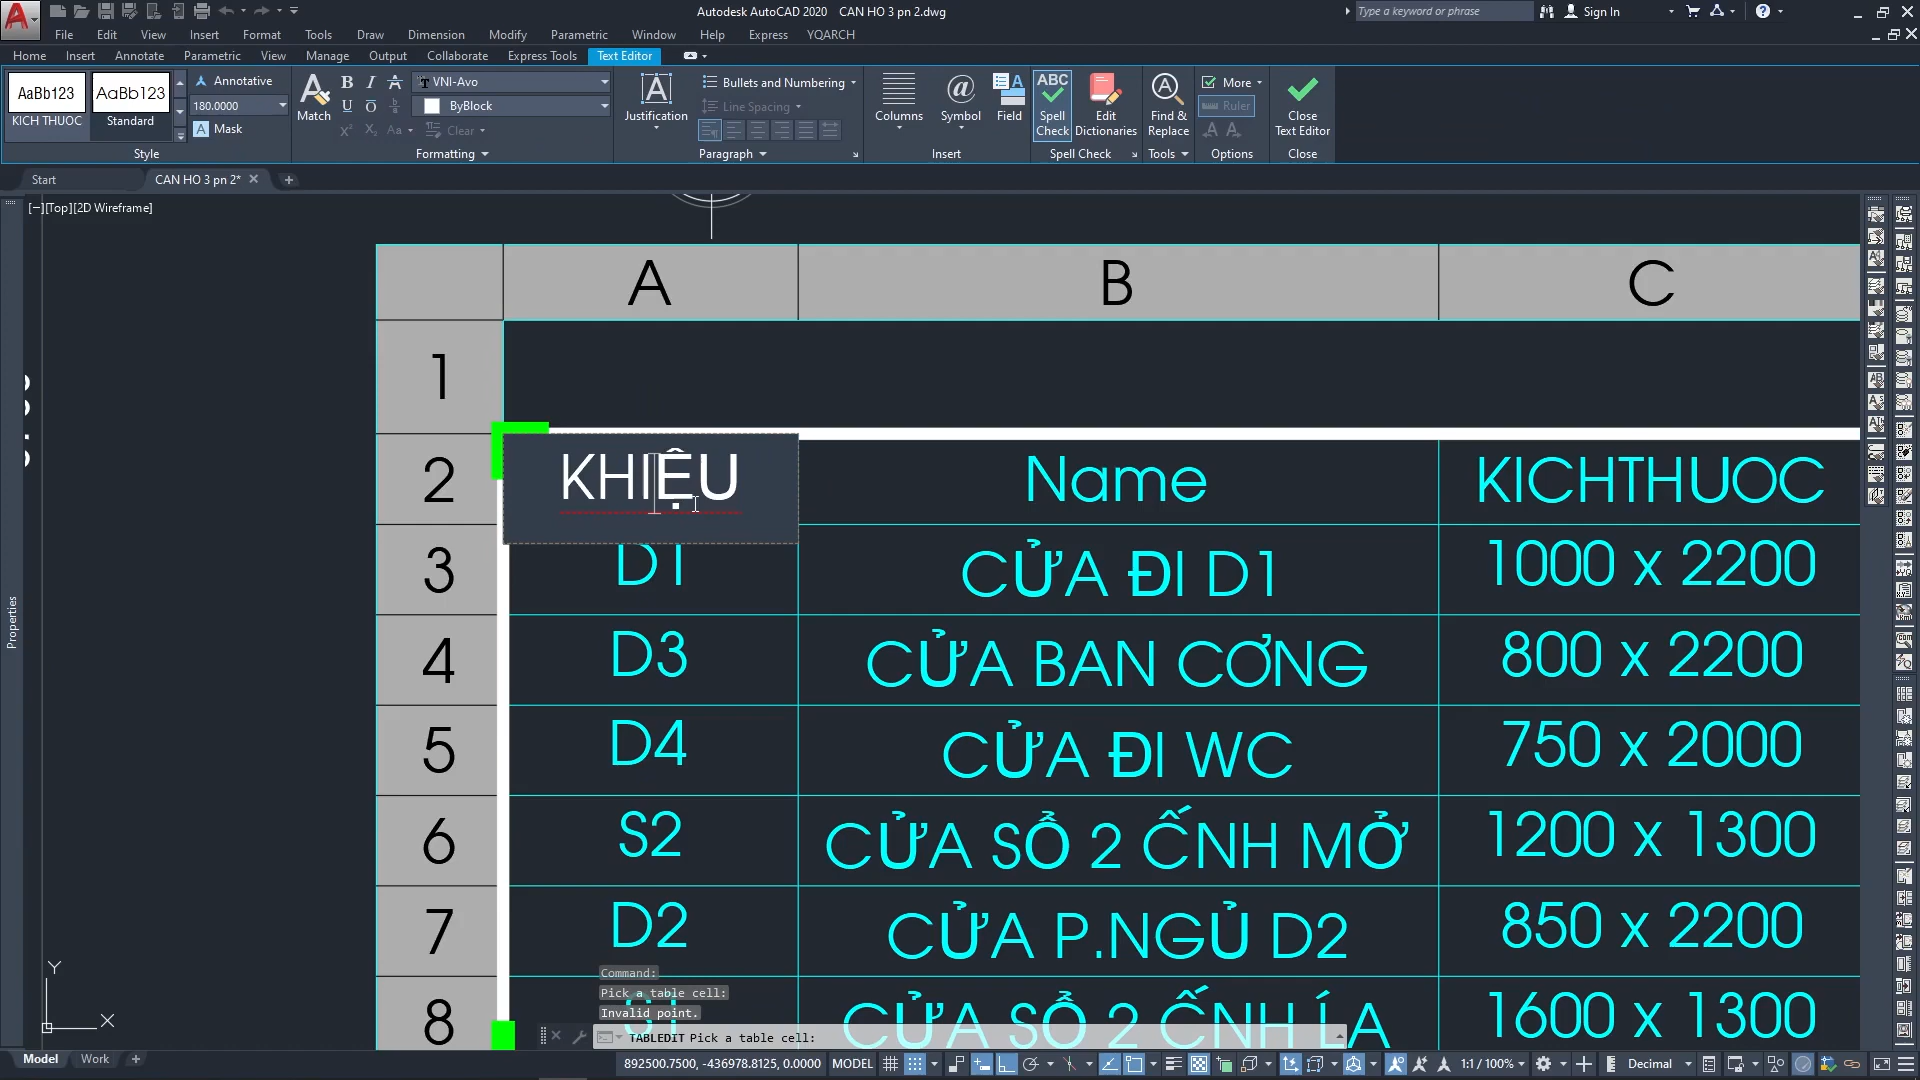 Autodesk AutoCAD 2020 CAN HO 3 pn 2.dwg
Type a keyword or phrase
Sign In
File Edit View Insert Format Tools Draw Dimension Modify Parametric Window Help Express YQARCH
Home Insert Annotate Parametric View Manage Output Collaborate Express Tools Text Editor
AaBb123 AaBb123
KICH THUOC Standard
Annotative
180.0000
Mask
Style
Match
VNI-Avo
ByBlock
Clear
Formatting
Justification
Bullets and Numbering
Line Spacing
Paragraph
Columns Symbol Field
Insert
ABC
Spell Check
Edit Dictionaries
Spell Check
Find & Replace
Tools
More
Ruler
Options
Close Text Editor
Close
Start CAN HO 3 pn 2*
[−][Top][2D Wireframe]
Properties
A B C
1
2 KHIỆU Name KICHTHUOC
3 D1 CỬA ĐI D1 1000 x 2200
4 D3 CỬA BAN CƠNG 800 x 2200
5 D4 CỬA ĐI WC 750 x 2000
6 S2 CỬA SỔ 2 CẤNH MỞ 1200 x 1300
7 D2 CỬA P.NGỦ D2 850 x 2200
8 S1 1600 x 1300
Command:
Pick a table cell:
Invalid point.
TABLEDIT Pick a table cell:
Y
X
Model Work
892500.7500, -436978.8125, 0.0000 MODEL
1:1 / 100%
Decimal